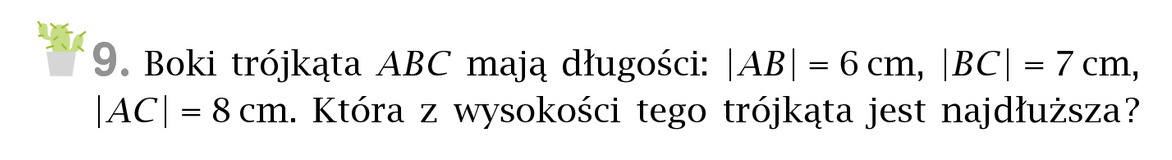 9. Boki trójkąta ABC mają długości: |AB| = 6 cm, |BC| = 7 cm,
|AC| = 8 cm. Która z wysokości tego trójkąta jest najdłuższa?